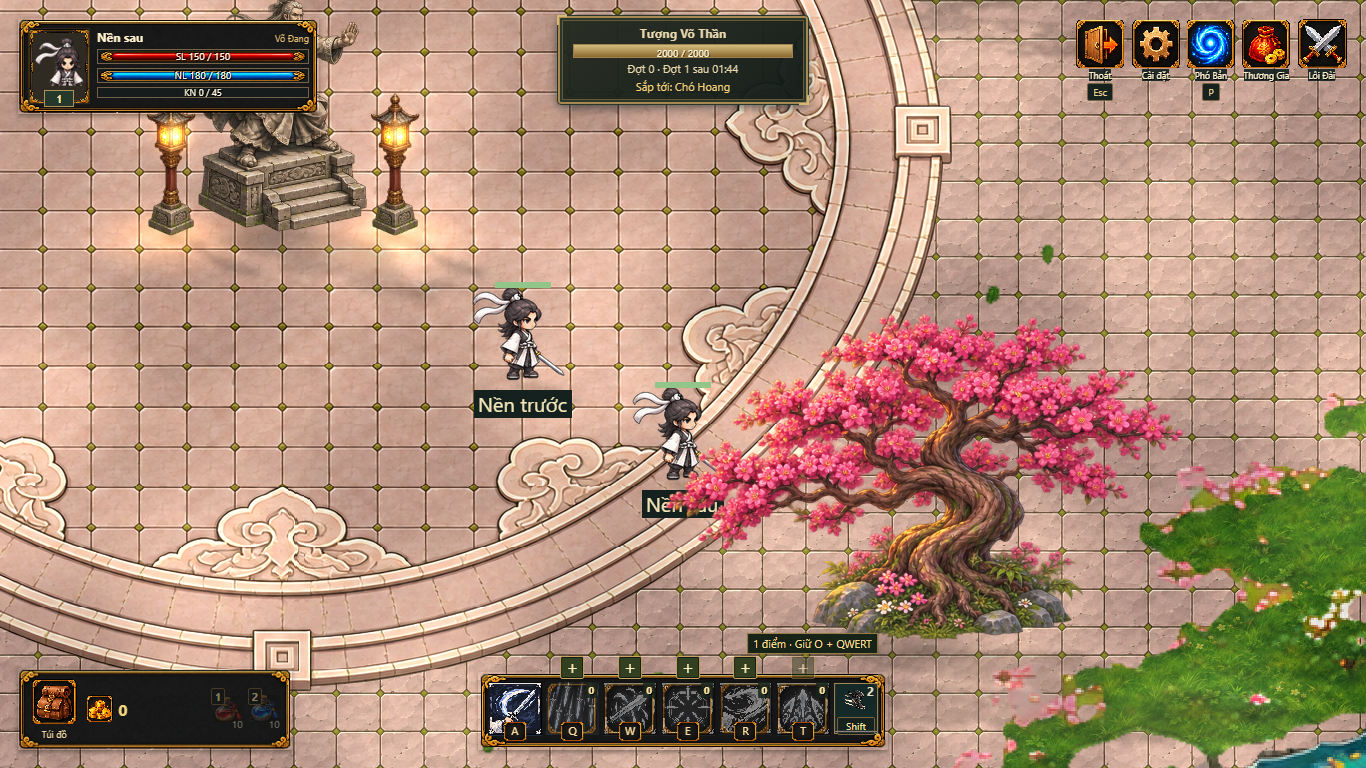 Nền sau
Võ Đang
SL 150 / 150
NL 180 / 180
KN 0 / 45
1
Tượng Võ Thần
2000 / 2000
Đợt 0 · Đợt 1 sau 01:44
Sắp tới: Chó Hoang
Thoát
Cài đặt
Phó Bản
Thương Gia
Lôi Đài
Esc
P
Nền trước
1 điểm · Giữ O + QWERT
+ + + + +
0 0 0 0 0 2
A Q W E R T Shift
Túi đồ
0
1 2
10 10